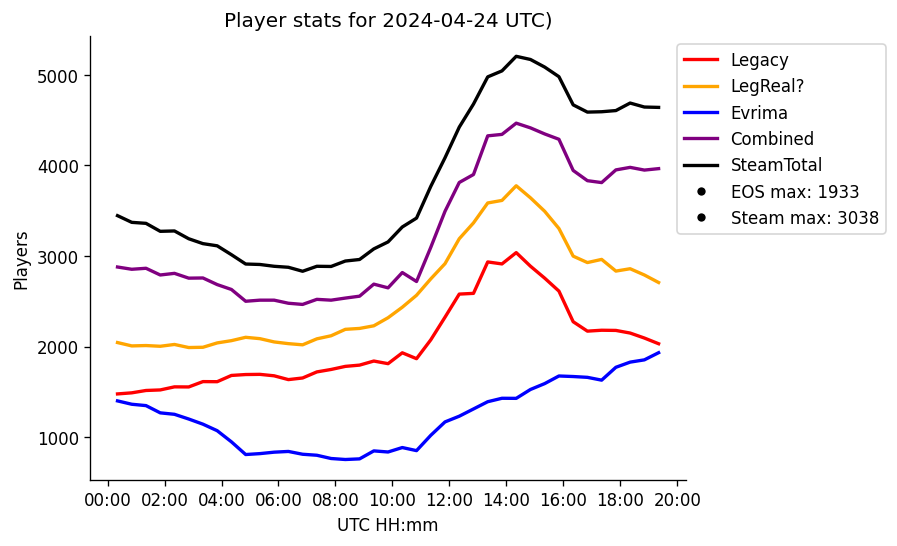 Player stats for 2024-04-24 UTC)
Players
5000
4000
3000
2000
1000
00:00 02:00 04:00 06:00 08:00 10:00 12:00 14:00 16:00 18:00 20:00
UTC HH:mm
Legacy
LegReal?
Evrima
Combined
SteamTotal
EOS max: 1933
Steam max: 3038